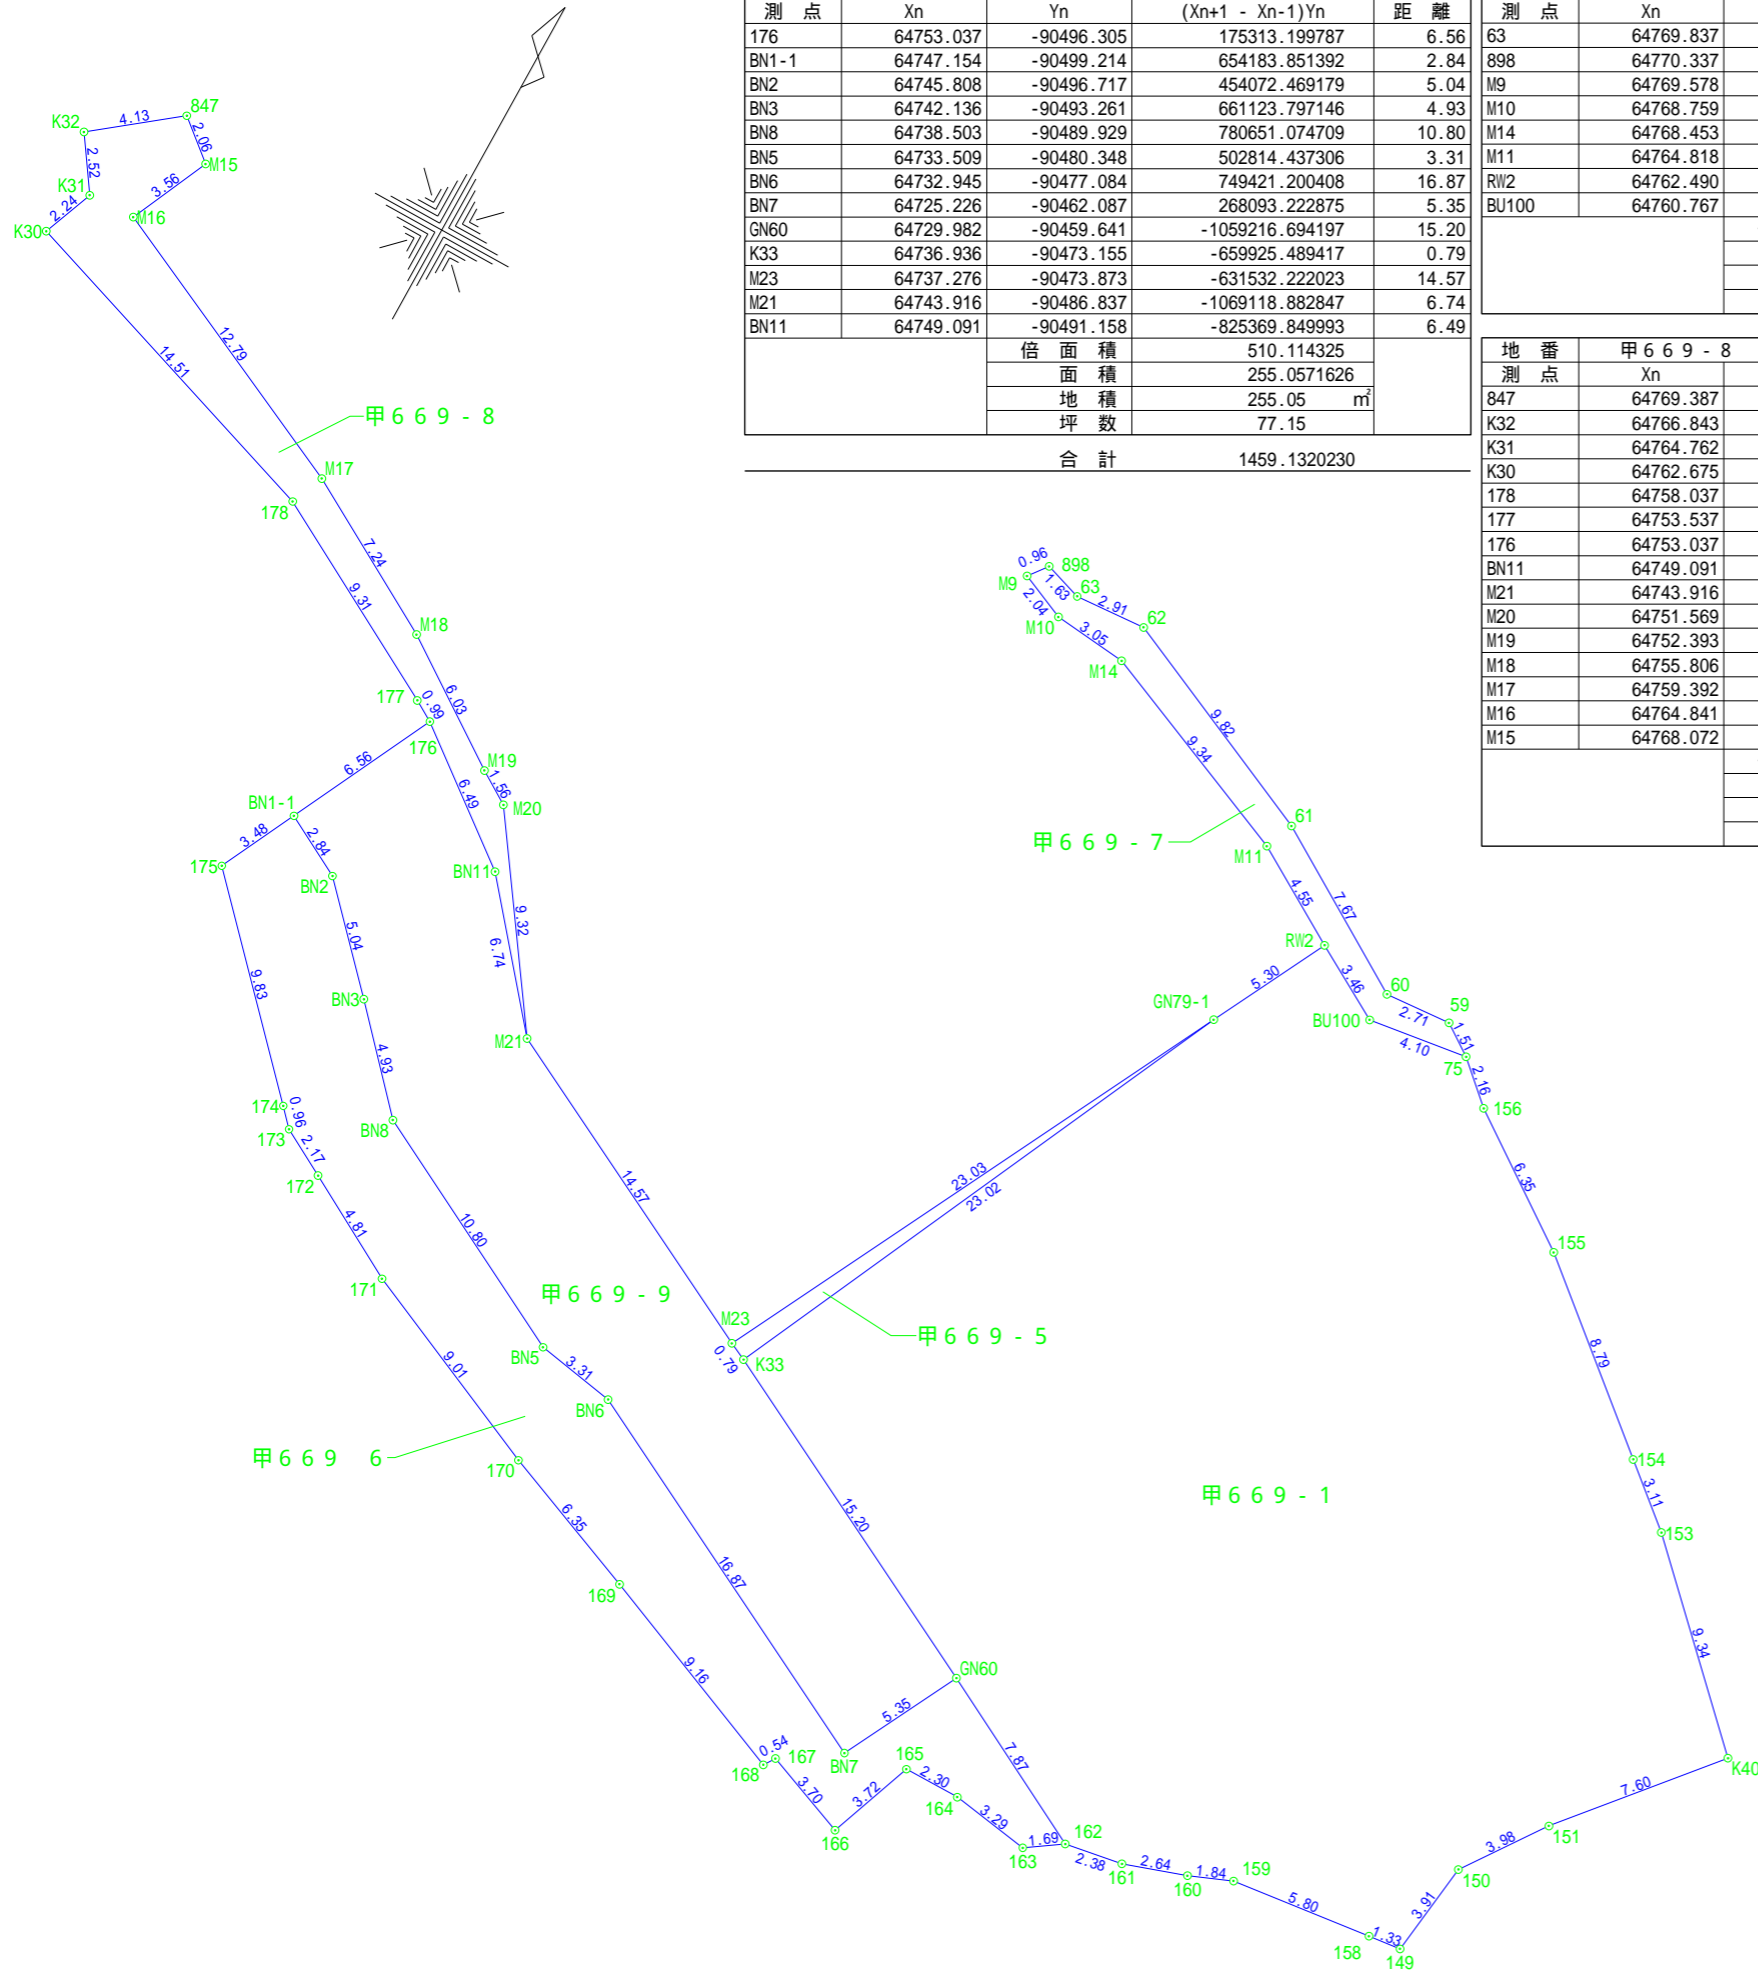 測 点 Xn Yn (Xn+1 - Xn-1)Yn 距 離
176 64753.037 -90496.305 175313.199787 6.56
BN1-1 64747.154 -90499.214 654183.851392 2.84
BN2 64745.808 -90496.717 454072.469179 5.04
BN3 64742.136 -90493.261 661123.797146 4.93
BN8 64738.503 -90489.929 780651.074709 10.80
BN5 64733.509 -90480.348 502814.437306 3.31
BN6 64732.945 -90477.084 749421.200408 16.87
BN7 64725.226 -90462.087 268093.222875 5.35
GN60 64729.982 -90459.641 -1059216.694197 15.20
K33 64736.936 -90473.155 -659925.489417 0.79
M23 64737.276 -90473.873 -631532.222023 14.57
M21 64743.916 -90486.837 -1069118.882847 6.74
BN11 64749.091 -90491.158 -825369.849993 6.49
倍 面 積 510.114325
面 積 255.0571626
地 積 255.05 ㎡
坪 数 77.15
合 計 1459.1320230
測 点 Xn
63 64769.837
898 64770.337
M9 64769.578
M10 64768.759
M14 64768.453
M11 64764.818
RW2 64762.490
BU100 64760.767
地 番 甲669-8
測 点 Xn
847 64769.387
K32 64766.843
K31 64764.762
K30 64762.675
178 64758.037
177 64753.537
176 64753.037
BN11 64749.091
M21 64743.916
M20 64751.569
M19 64752.393
M18 64755.806
M17 64759.392
M16 64764.841
M15 64768.072
847
4.13
K32
2.06
M15
2.52
3.56
K31
2.24
M16
K30
12.79
14.51
甲669-8
M17
178
7.24
9.31
M18
177
0.99
6.03
176
M19
6.56
1.56
6.49
M20
BN1-1
3.48
2.84
175
BN2
BN11
9.32
5.04
6.74
9.83
BN3
M21
4.93
174
0.96
173
BN8
2.17
172
4.81
10.80
14.57
171
甲669-9
9.01
BN5
3.31
M23
0.79
K33
BN6
甲669 6
170
6.35
15.20
16.87
169
9.16
GN60
5.35
7.87
0.54
167
168
BN7
165
3.70
3.72
2.30
164
3.29
166
1.69
162
163
2.38
161
2.64
160
1.84
159
5.80
158
1.33
149
3.91
150
3.98
151
7.60
K40
9.34
153
3.11
154
8.79
155
6.35
156
2.16
75
1.51
59
2.71
60
4.10
BU100
3.46
RW2
5.30
GN79-1
23.03
23.02
甲669-5
甲669-1
7.67
4.55
M11
61
甲669-7
9.34
9.82
M14
62
3.05
2.91
M10
63
2.04
1.63
M9
0.96
898